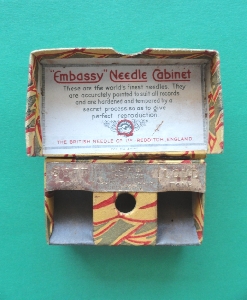 "Embassy" Needle Cabinet
These are the world's finest needles. They
are accurately pointed to suit all records
and are hardened and tempered by a
secret process so as to give
perfect reproduction.
THE BRITISH NEEDLE CO. LTD. REDDITCH, ENGLAND.